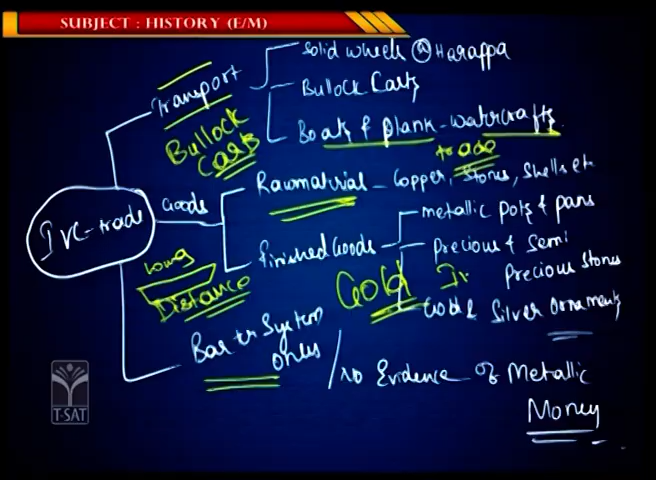 SUBJECT : HISTORY (E/M)
Solid wheels @ Harappa
Transport
Bullock Carts
Bullock
Carts
Boats & plank - watercrafts
trade
IVC-trade
Goods
Rawmaterial - Copper, Stones, Shells etc
metallic pots & pans
finished Goods
Precious & Semi
Precious Stones
long
Distance
Gold
Gold & Silver Ornaments
Barter System
only
/ no Evidence of Metallic
Money
T-SAT